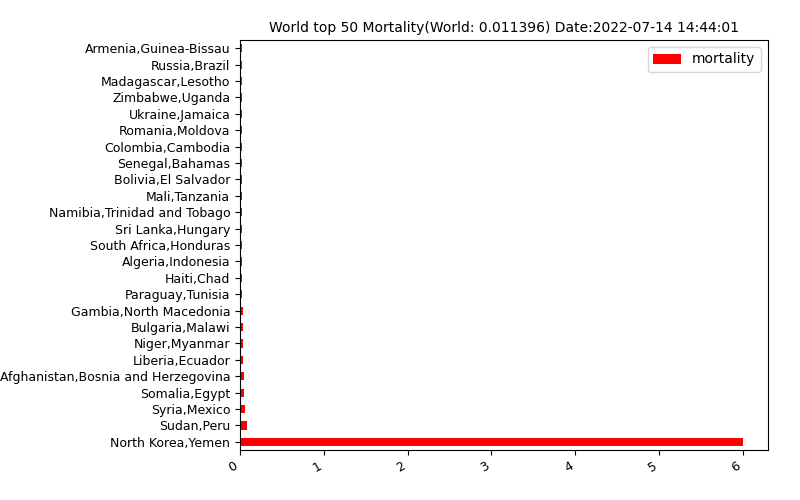 World top 50 Mortality(World: 0.011396) Date:2022-07-14 14:44:01
mortality
Armenia,Guinea-Bissau
Russia,Brazil
Madagascar,Lesotho
Zimbabwe,Uganda
Ukraine,Jamaica
Romania,Moldova
Colombia,Cambodia
Senegal,Bahamas
Bolivia,El Salvador
Mali,Tanzania
Namibia,Trinidad and Tobago
Sri Lanka,Hungary
South Africa,Honduras
Algeria,Indonesia
Haiti,Chad
Paraguay,Tunisia
Gambia,North Macedonia
Bulgaria,Malawi
Niger,Myanmar
Liberia,Ecuador
Afghanistan,Bosnia and Herzegovina
Somalia,Egypt
Syria,Mexico
Sudan,Peru
North Korea,Yemen
0 1 2 3 4 5 6